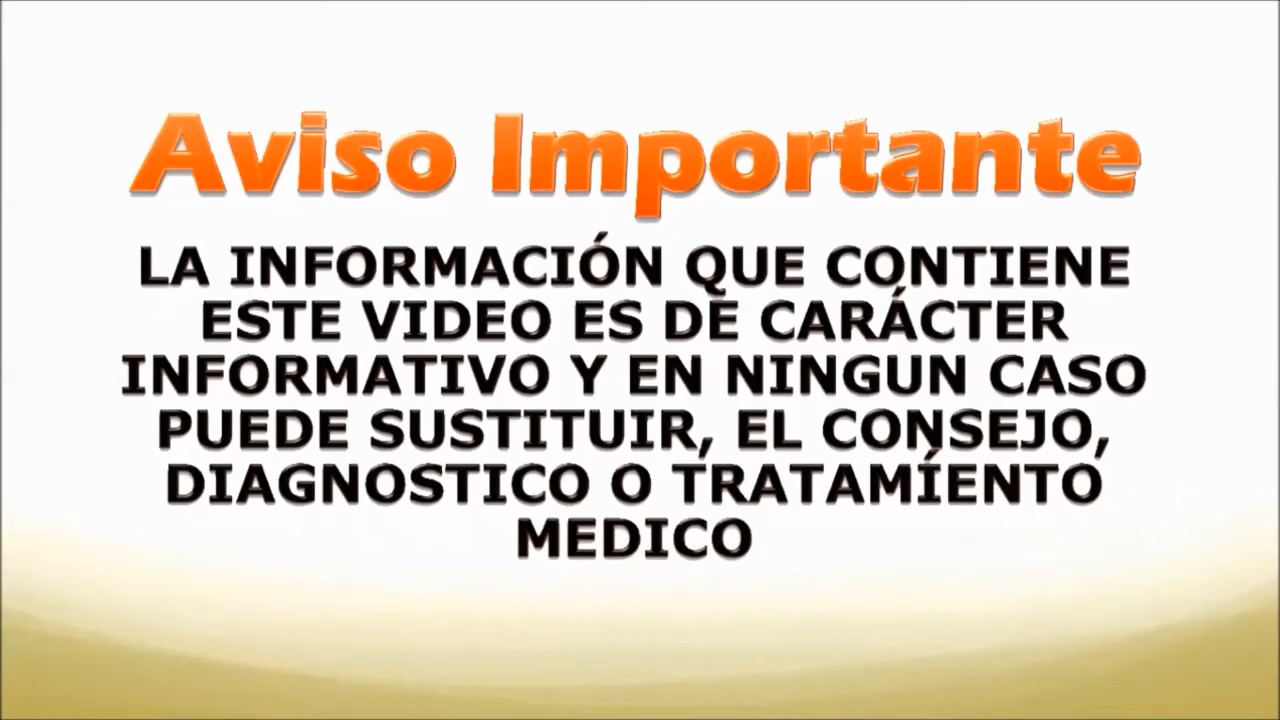 Aviso Importante
LA INFORMACIÓN QUE CONTIENE
ESTE VIDEO ES DE CARÁCTER
INFORMATIVO Y EN NINGUN CASO
PUEDE SUSTITUIR, EL CONSEJO,
DIAGNOSTICO O TRATAMIENTO
MEDICO